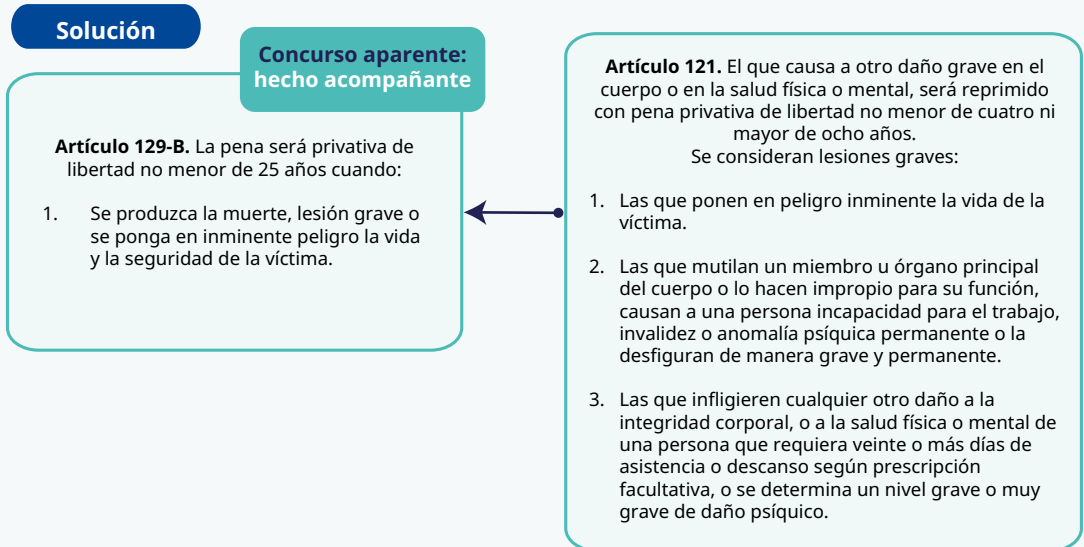 Solución
Concurso aparente:
hecho acompañante
Artículo 129-B. La pena será privativa de
libertad no menor de 25 años cuando:
1. Se produzca la muerte, lesión grave o
se ponga en inminente peligro la vida
y la seguridad de la víctima.
Artículo 121. El que causa a otro daño grave en el
cuerpo o en la salud física o mental, será reprimido
con pena privativa de libertad no menor de cuatro ni
mayor de ocho años.
Se consideran lesiones graves:
1. Las que ponen en peligro inminente la vida de la
víctima.
2. Las que mutilan un miembro u órgano principal
del cuerpo o lo hacen impropio para su función,
causan a una persona incapacidad para el trabajo,
invalidez o anomalía psíquica permanente o la
desfiguran de manera grave y permanente.
3. Las que infligieren cualquier otro daño a la
integridad corporal, o a la salud física o mental de
una persona que requiera veinte o más días de
asistencia o descanso según prescripción
facultativa, o se determina un nivel grave o muy
grave de daño psíquico.